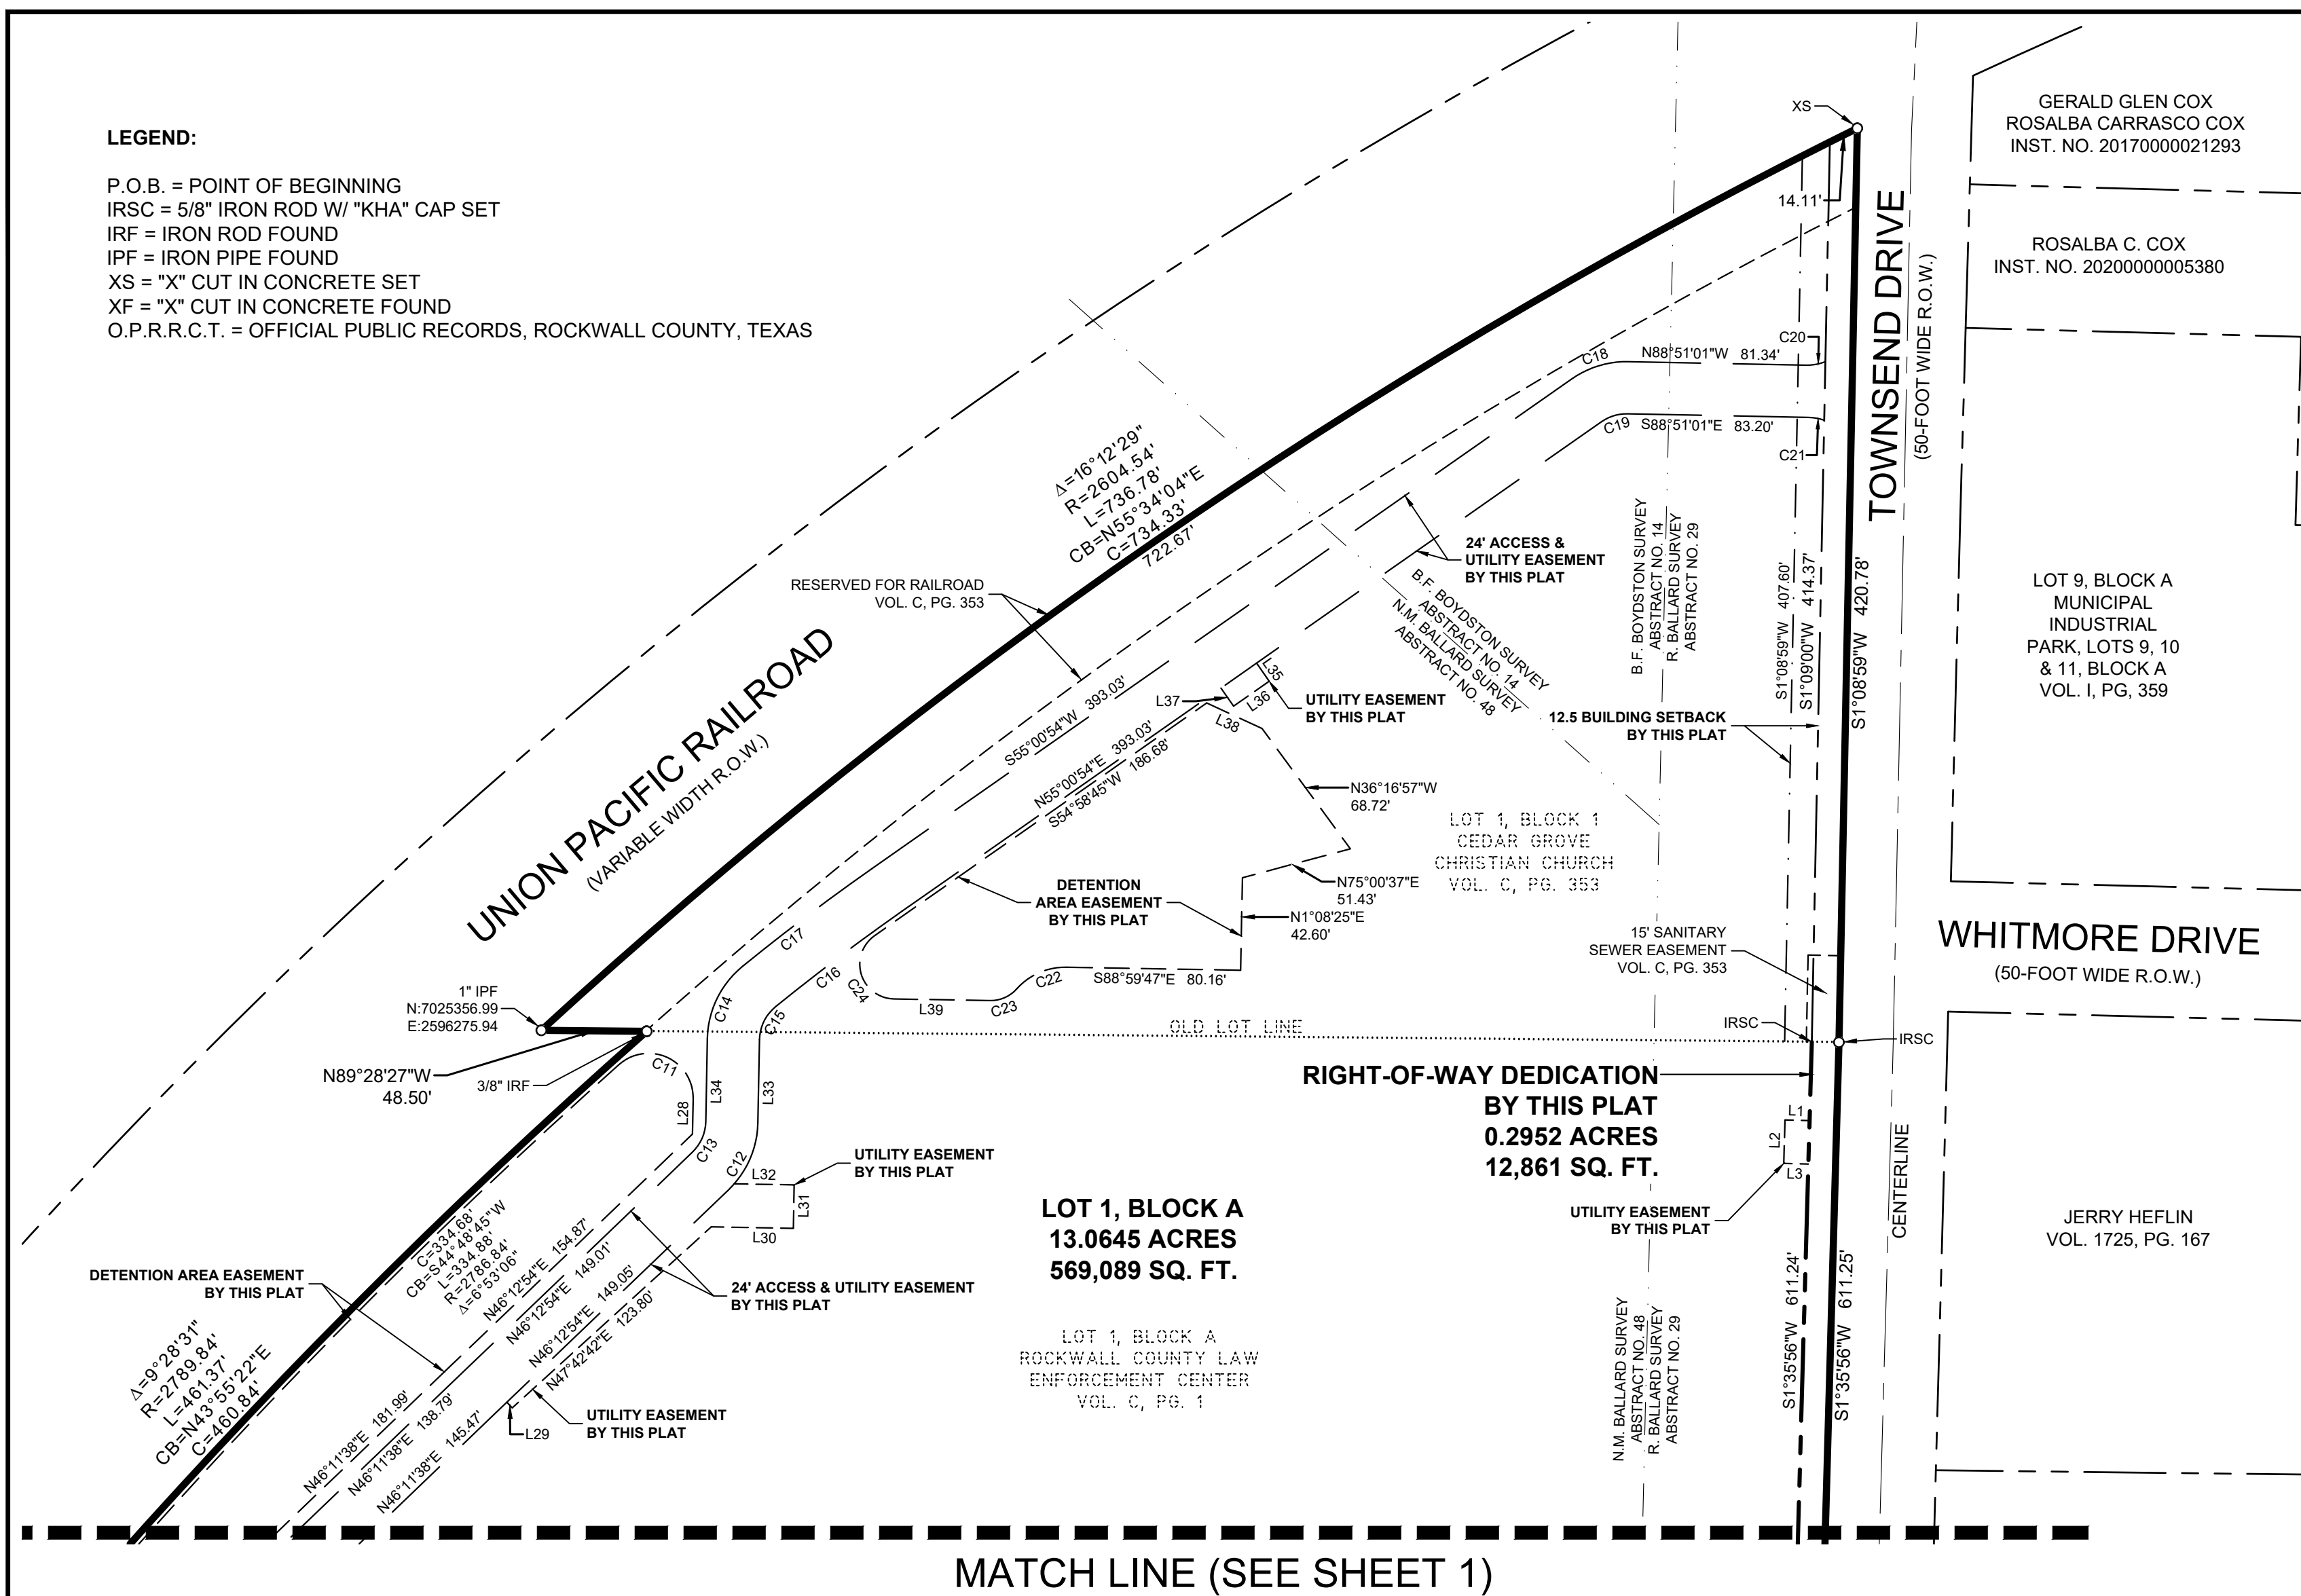 LEGEND:
P.O.B. = POINT OF BEGINNING
IRSC = 5/8" IRON ROD W/ "KHA" CAP SET
IRF = IRON ROD FOUND
IPF = IRON PIPE FOUND
XS = "X" CUT IN CONCRETE SET
XF = "X" CUT IN CONCRETE FOUND
O.P.R.R.C.T. = OFFICIAL PUBLIC RECORDS, ROCKWALL COUNTY, TEXAS
XS
14.11'
GERALD GLEN COX
ROSALBA CARRASCO COX
INST. NO. 20170000021293
ROSALBA C. COX
INST. NO. 20200000005380
TOWNSEND DRIVE
(50-FOOT WIDE R.O.W.)
C20
C18
N88°51'01"W 81.34'
C19
S88°51'01"E 83.20'
C21
Δ=16°12'29"
R=2604.54'
L=736.78'
CB=N55°34'04"E
C=734.33'
722.67'
24' ACCESS &
UTILITY EASEMENT
BY THIS PLAT
B.F. BOYDSTON SURVEY
ABSTRACT NO. 14
R. BALLARD SURVEY
ABSTRACT NO. 29
B.F. BOYDSTON SURVEY
ABSTRACT NO. 14
N.M. BALLARD SURVEY
ABSTRACT NO. 48
S1°08'59"W 407.60'
S1°09'00"W 414.37'
S1°08'59"W 420.78'
LOT 9, BLOCK A
MUNICIPAL
INDUSTRIAL
PARK, LOTS 9, 10
& 11, BLOCK A
VOL. I, PG, 359
RESERVED FOR RAILROAD
VOL. C, PG. 353
UNION PACIFIC RAILROAD
(VARIABLE WIDTH R.O.W.)
S55°00'54"W 393.03'
N55°00'54"E 393.03'
S54°58'45"W 186.68'
L35
L36
L37
L38
UTILITY EASEMENT
BY THIS PLAT
12.5 BUILDING SETBACK
BY THIS PLAT
N36°16'57"W
68.72'
LOT 1, BLOCK 1
CEDAR GROVE
CHRISTIAN CHURCH
VOL. C, PG. 353
N75°00'37"E
51.43'
N1°08'25"E
42.60'
DETENTION
AREA EASEMENT
BY THIS PLAT
15' SANITARY
SEWER EASEMENT
VOL. C, PG. 353
WHITMORE DRIVE
(50-FOOT WIDE R.O.W.)
C17
C16
C24
C22
S88°59'47"E 80.16'
C14
C15
L39
C23
1" IPF
N:7025356.99
E:2596275.94
OLD LOT LINE
IRSC
IRSC
N89°28'27"W
48.50'
3/8" IRF
C11
L34
L33
L28
C13
C12
RIGHT-OF-WAY DEDICATION
BY THIS PLAT
0.2952 ACRES
12,861 SQ. FT.
L1
L2
L3
CENTERLINE
UTILITY EASEMENT
BY THIS PLAT
L32
L31
L30
UTILITY EASEMENT
BY THIS PLAT
JERRY HEFLIN
VOL. 1725, PG. 167
LOT 1, BLOCK A
13.0645 ACRES
569,089 SQ. FT.
C=334.68'
CB=S44°48'45"W
L=334.88'
R=2786.84'
Δ=6°53'06"
N46°12'54"E 154.87'
N46°12'54"E 149.01'
N46°12'54"E 149.05'
N47°42'42"E 123.80'
DETENTION AREA EASEMENT
BY THIS PLAT
24' ACCESS & UTILITY EASEMENT
BY THIS PLAT
LOT 1, BLOCK A
ROCKWALL COUNTY LAW
ENFORCEMENT CENTER
VOL. C, PG. 1
N.M. BALLARD SURVEY
ABSTRACT NO. 48
R. BALLARD SURVEY
ABSTRACT NO. 29
S1°35'56"W 611.24'
S1°35'56"W 611.25'
Δ=9°28'31"
R=2789.84'
L=461.37'
CB=N43°55'22"E
C=460.84'
N46°11'38"E 181.99'
N46°11'38"E 138.79'
N46°11'38"E 145.47'
L29
UTILITY EASEMENT
BY THIS PLAT
MATCH LINE (SEE SHEET 1)